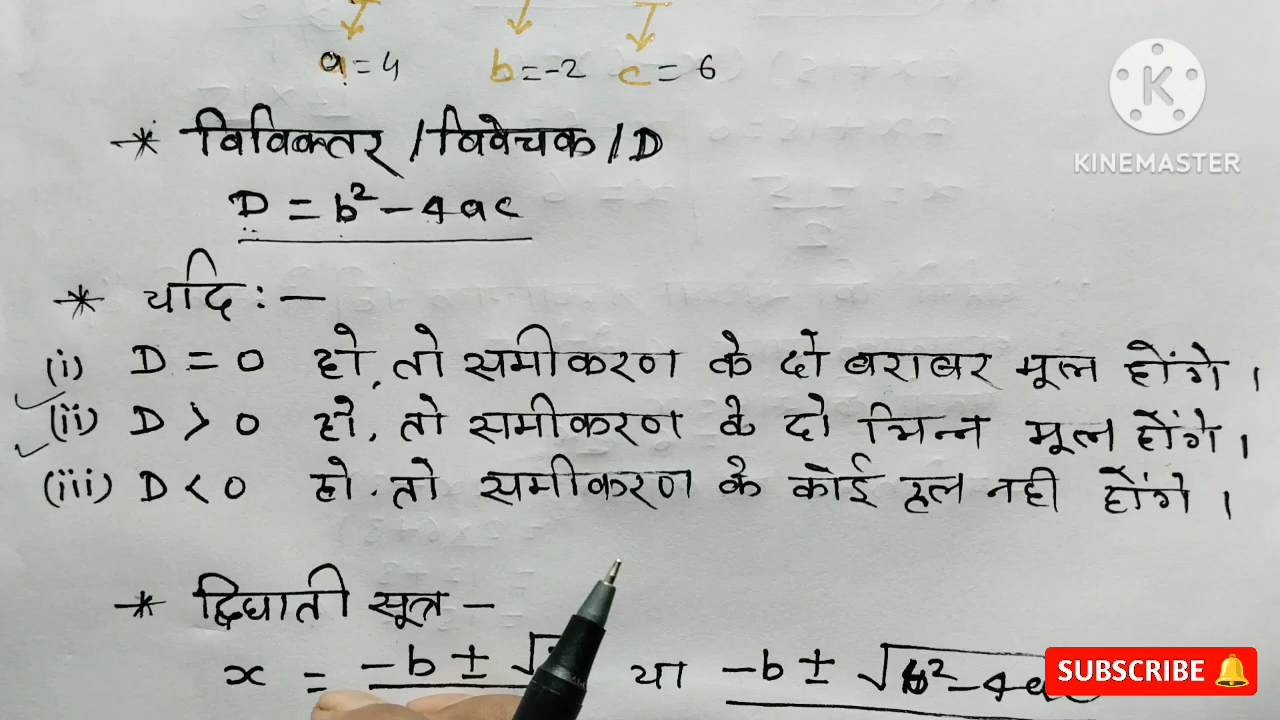 a = 4 b = -2 c = 6
* विविक्तर / विवेचक / D
D = b² - 4ac
* यदि : —
(i) D = 0 हो, तो समीकरण के दो बराबर मूल होंगे ।
(ii) D > 0 हो, तो समीकरण के दो भिन्न मूल होंगे ।
(iii) D < 0 हो. तो समीकरण के कोई हल नही होंगे ।
* द्विघाती सूत्र —
x = -b ± √ या -b ± √b² - 4a
KINEMASTER
SUBSCRIBE